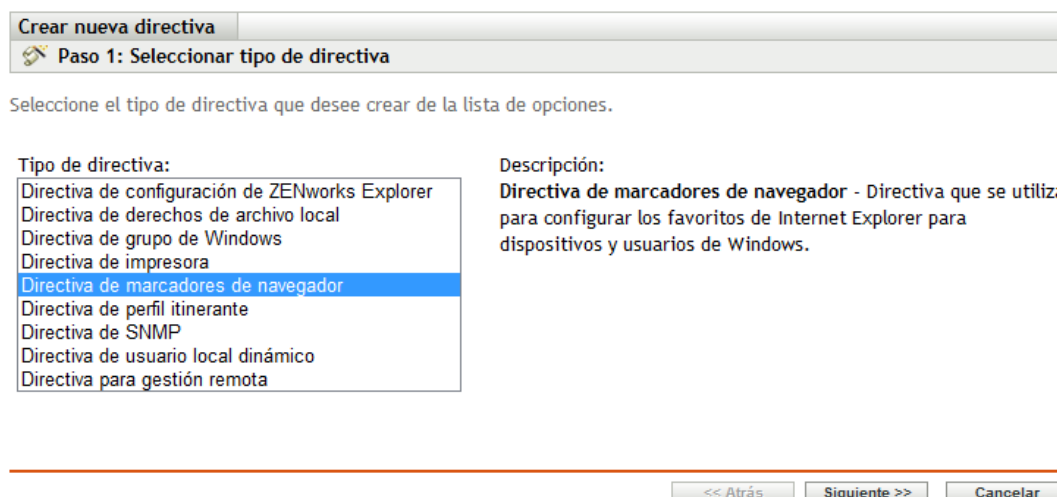 Crear nueva directiva
Paso 1: Seleccionar tipo de directiva
Seleccione el tipo de directiva que desee crear de la lista de opciones.
Tipo de directiva:
Directiva de configuración de ZENworks Explorer
Directiva de derechos de archivo local
Directiva de grupo de Windows
Directiva de impresora
Directiva de marcadores de navegador
Directiva de perfil itinerante
Directiva de SNMP
Directiva de usuario local dinámico
Directiva para gestión remota
Descripción:
Directiva de marcadores de navegador - Directiva que se utiliza
para configurar los favoritos de Internet Explorer para
dispositivos y usuarios de Windows.
<< Atrás
Siguiente >>
Cancelar